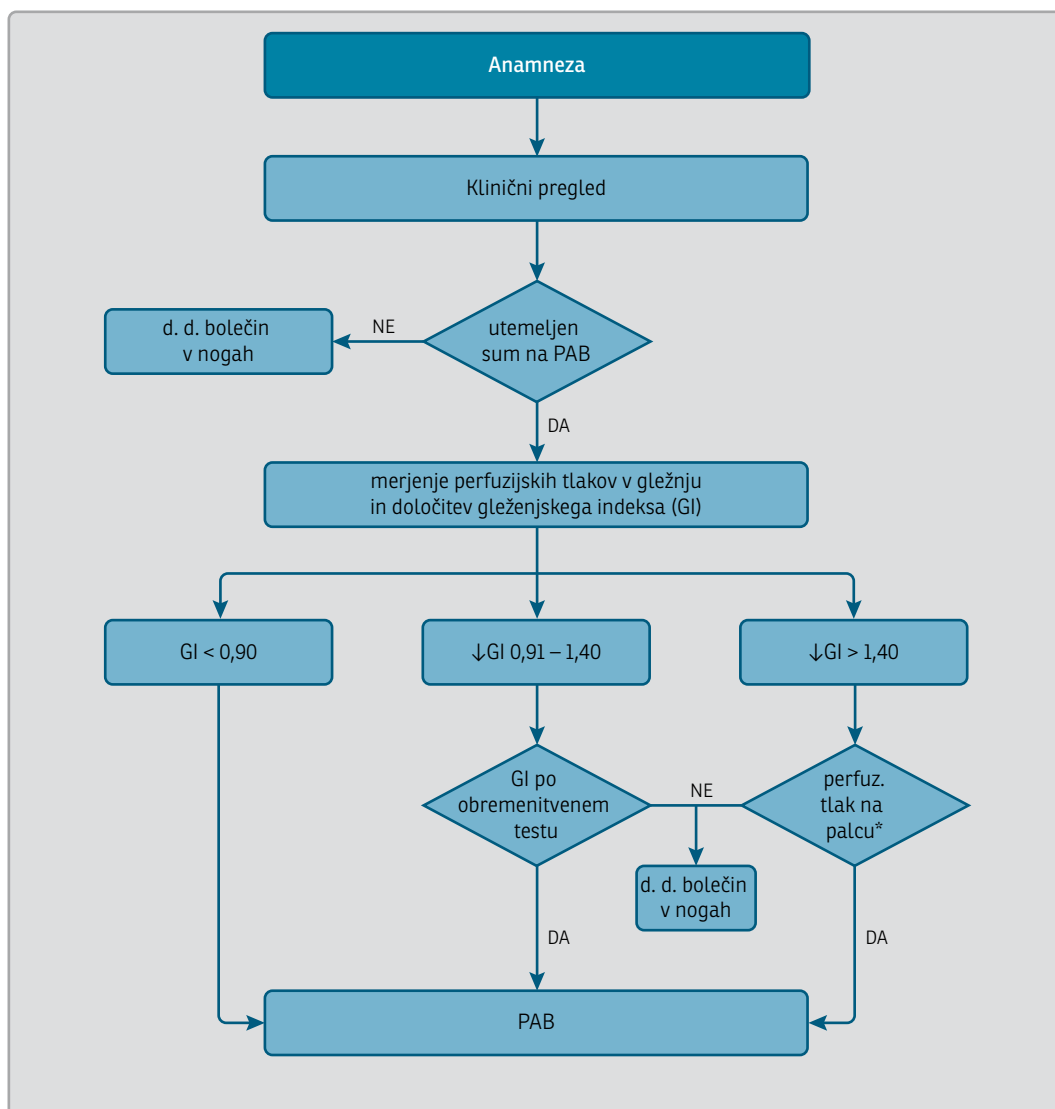 Anamneza
Klinični pregled
utemeljen
sum na PAB
NE
d. d. bolečin
v nogah
DA
merjenje perfuzijskih tlakov v gležnju
in določitev gleženjskega indeksa (GI)
GI < 0,90
↓GI 0,91 – 1,40
↓GI > 1,40
GI po
obremenitvenem
testu
NE
perfuz.
tlak na
palcu*
d. d. bolečin
v nogah
DA
DA
PAB